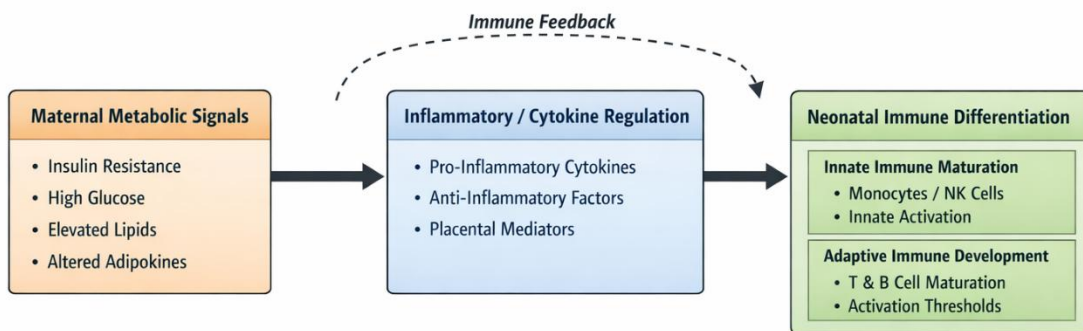 Immune Feedback
Maternal Metabolic Signals
• Insulin Resistance
• High Glucose
• Elevated Lipids
• Altered Adipokines
Inflammatory / Cytokine Regulation
• Pro-Inflammatory Cytokines
• Anti-Inflammatory Factors
• Placental Mediators
Neonatal Immune Differentiation
Innate Immune Maturation
• Monocytes / NK Cells
• Innate Activation
Adaptive Immune Development
• T & B Cell Maturation
• Activation Thresholds